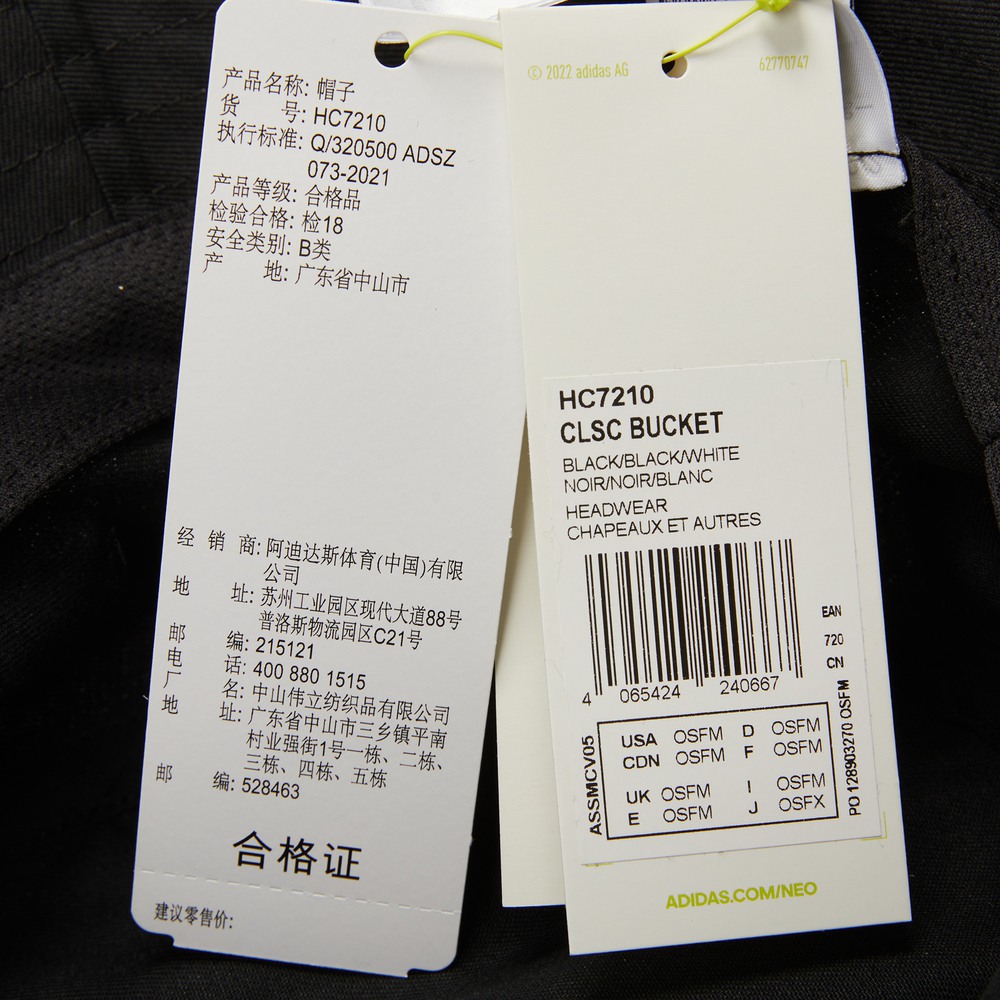 产品名称: 帽子
货 号: HC7210
执行标准: Q/320500 ADSZ
073-2021
产品等级: 合格品
检验合格: 检18
安全类别: B类
产 地: 广东省中山市
经 销 商: 阿迪达斯体育(中国)有限
公司
地 址: 苏州工业园区现代大道88号
普洛斯物流园区C21号
邮 编: 215121
电 话: 400 880 1515
厂 名: 中山伟立纺织品有限公司
地 址: 广东省中山市三乡镇平南
村业强街1号一栋、二栋、
三栋、四栋、五栋
邮 编: 528463
合格证
建议零售价:
© 2022 adidas AG
62770747
HC7210
CLSC BUCKET
BLACK/BLACK/WHITE
NOIR/NOIR/BLANC
HEADWEAR
CHAPEAUX ET AUTRES
4 065424 240667
EAN
720
CN
ASSMCV05
USA OSFM D OSFM
CDN OSFM F OSFM
UK OSFM I OSFM
E OSFM J OSFX
PO 128903270 OSFM
ADIDAS.COM/NEO